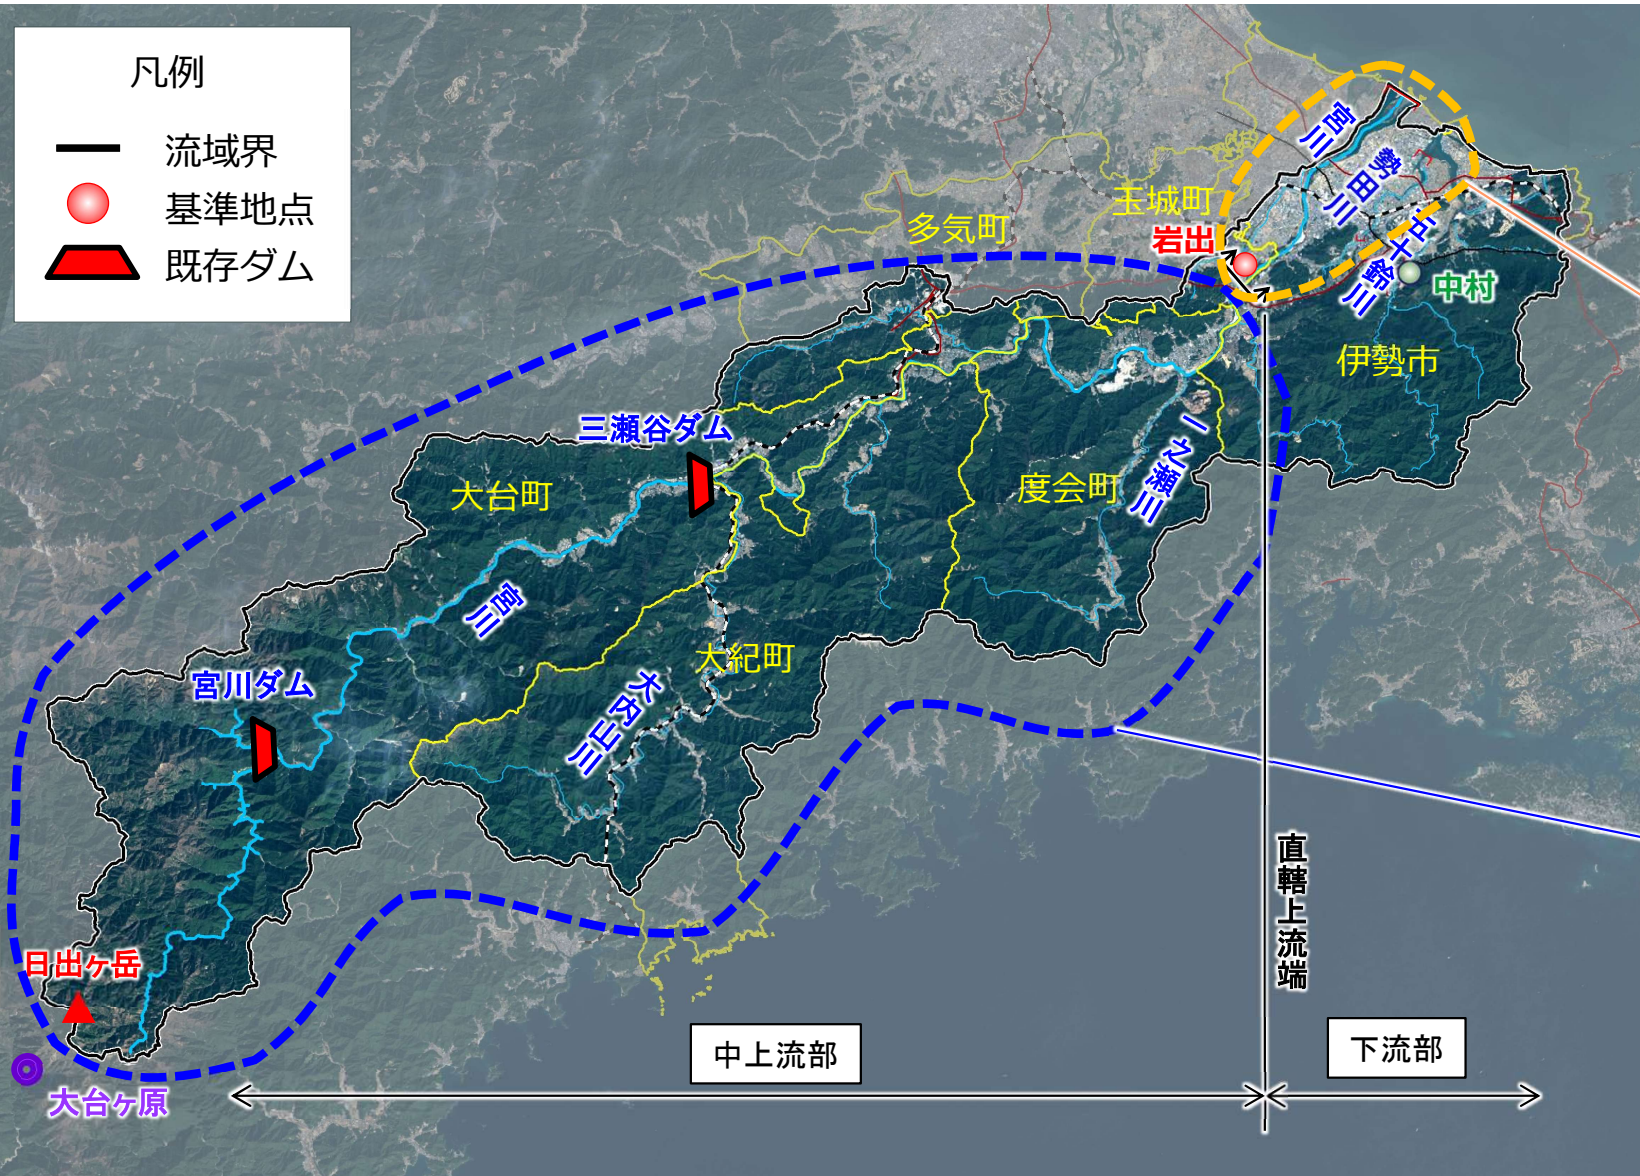 凡例
流域界
基準地点
既存ダム
宮川
勢田川
五十鈴川
玉城町
多気町
岩出
中村
伊勢市
三瀬谷ダム
大台町
度会町
一之瀬川
宮川
大紀町
宮川ダム
大内山川
直轄上流端
日出ヶ岳
大台ヶ原
中上流部
下流部